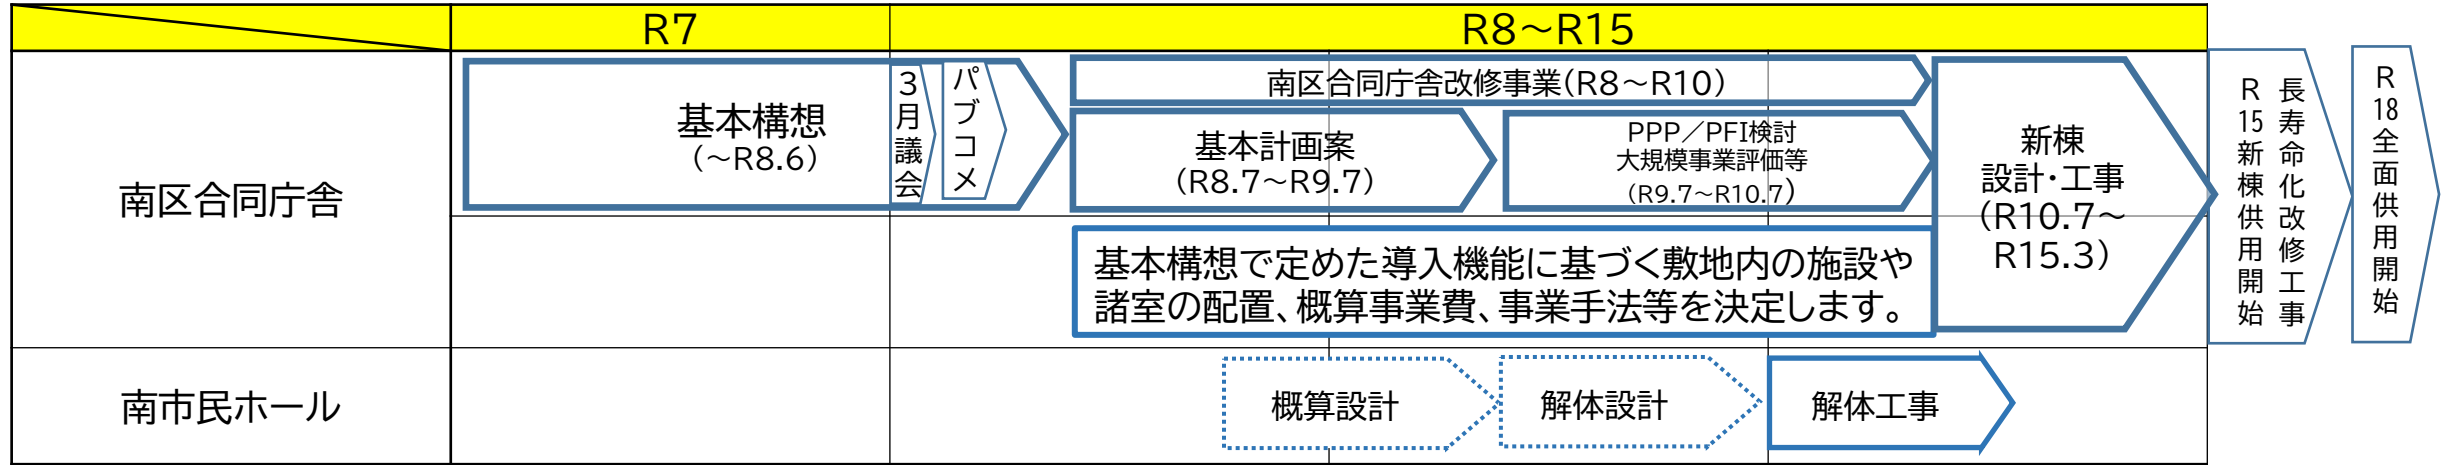 R7
R8～R15
南区合同庁舎
基本構想
（～R8.6）
3月議会
パブコメ
南区合同庁舎改修事業(R8～R10)
基本計画案
(R8.7～R9.7)
PPP／PFI検討
大規模事業評価等
(R9.7～R10.7)
新棟
設計・工事
(R10.7～
R15.3)
長寿命化改修工事
R15新棟供用開始
R18全面供用開始
基本構想で定めた導入機能に基づく敷地内の施設や
諸室の配置、概算事業費、事業手法等を決定します。
南市民ホール
概算設計
解体設計
解体工事